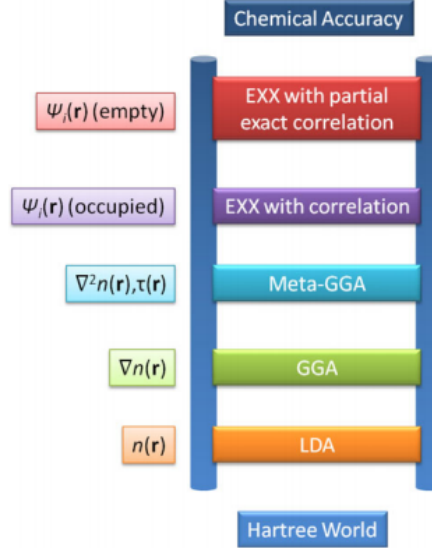 Chemical Accuracy
Ψi(r) (empty)
EXX with partial
exact correlation
Ψi(r) (occupied)
EXX with correlation
∇²n(r),τ(r)
Meta-GGA
∇n(r)
GGA
n(r)
LDA
Hartree World